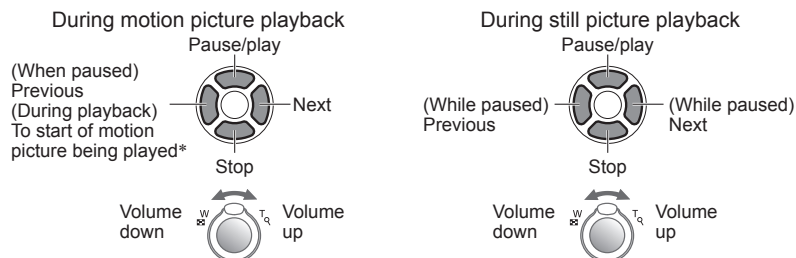 During motion picture playback
Pause/play
(When paused)
Previous
(During playback)
To start of motion
picture being played*
Next
Stop
Volume
down
W
T
Volume
up
During still picture playback
Pause/play
(While paused)
Previous
(While paused)
Next
Stop
Volume
down
W
T
Volume
up